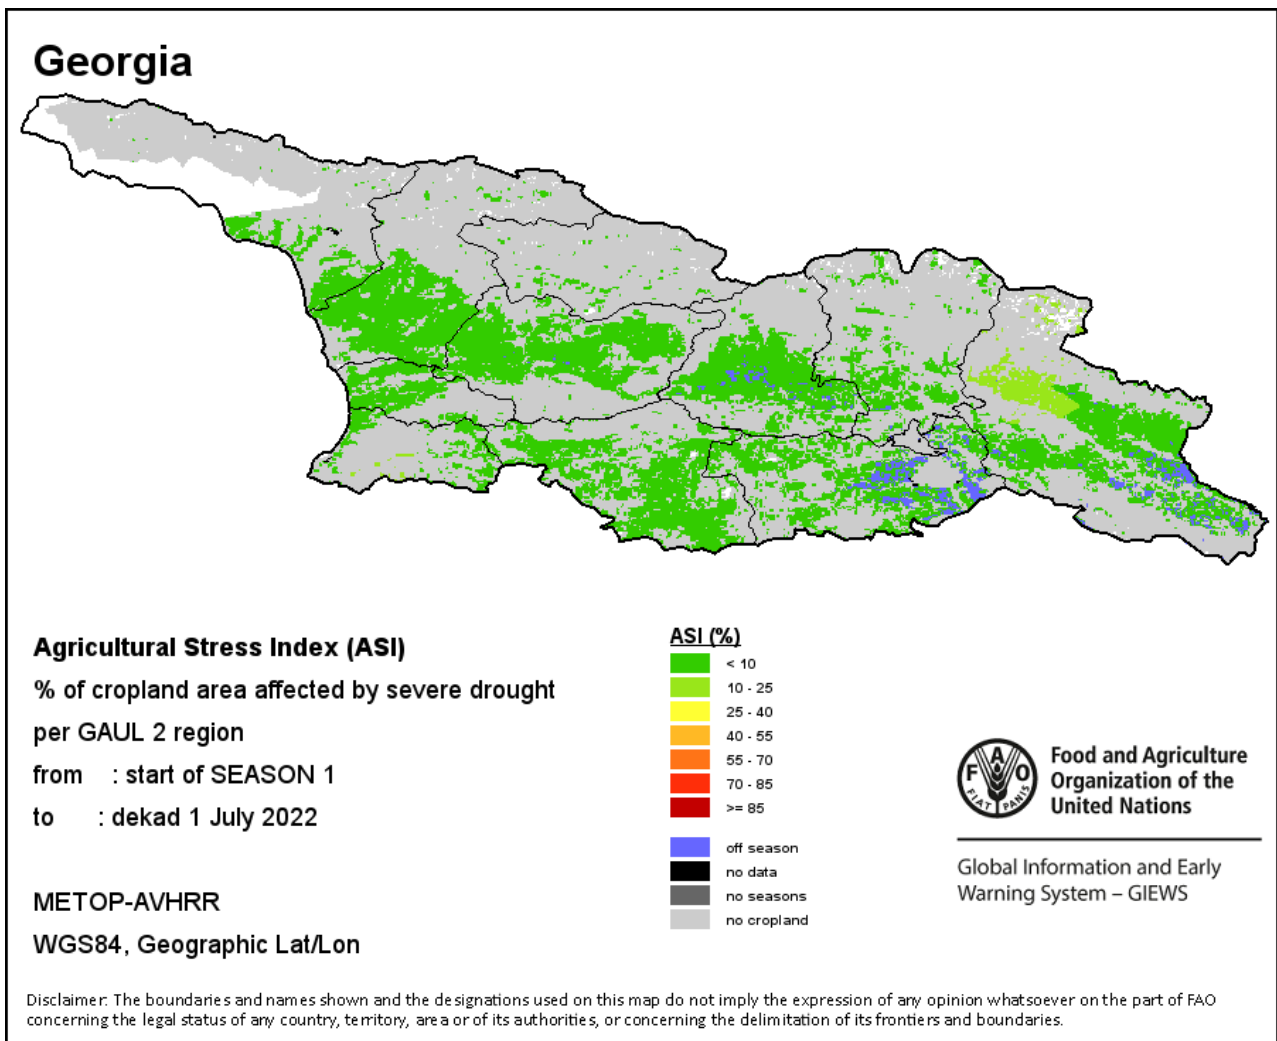 Georgia
Agricultural Stress Index (ASI)
% of cropland area affected by severe drought
per GAUL 2 region
from : start of SEASON 1
to : dekad 1 July 2022
METOP-AVHRR
WGS84, Geographic Lat/Lon
ASI (%)
< 10
10 - 25
25 - 40
40 - 55
55 - 70
70 - 85
>= 85
off season
no data
no seasons
no cropland
F A O
FIAT PANIS
Food and Agriculture
Organization of the
United Nations
Global Information and Early
Warning System – GIEWS
Disclaimer: The boundaries and names shown and the designations used on this map do not imply the expression of any opinion whatsoever on the part of FAO
concerning the legal status of any country, territory, area or of its authorities, or concerning the delimitation of its frontiers and boundaries.